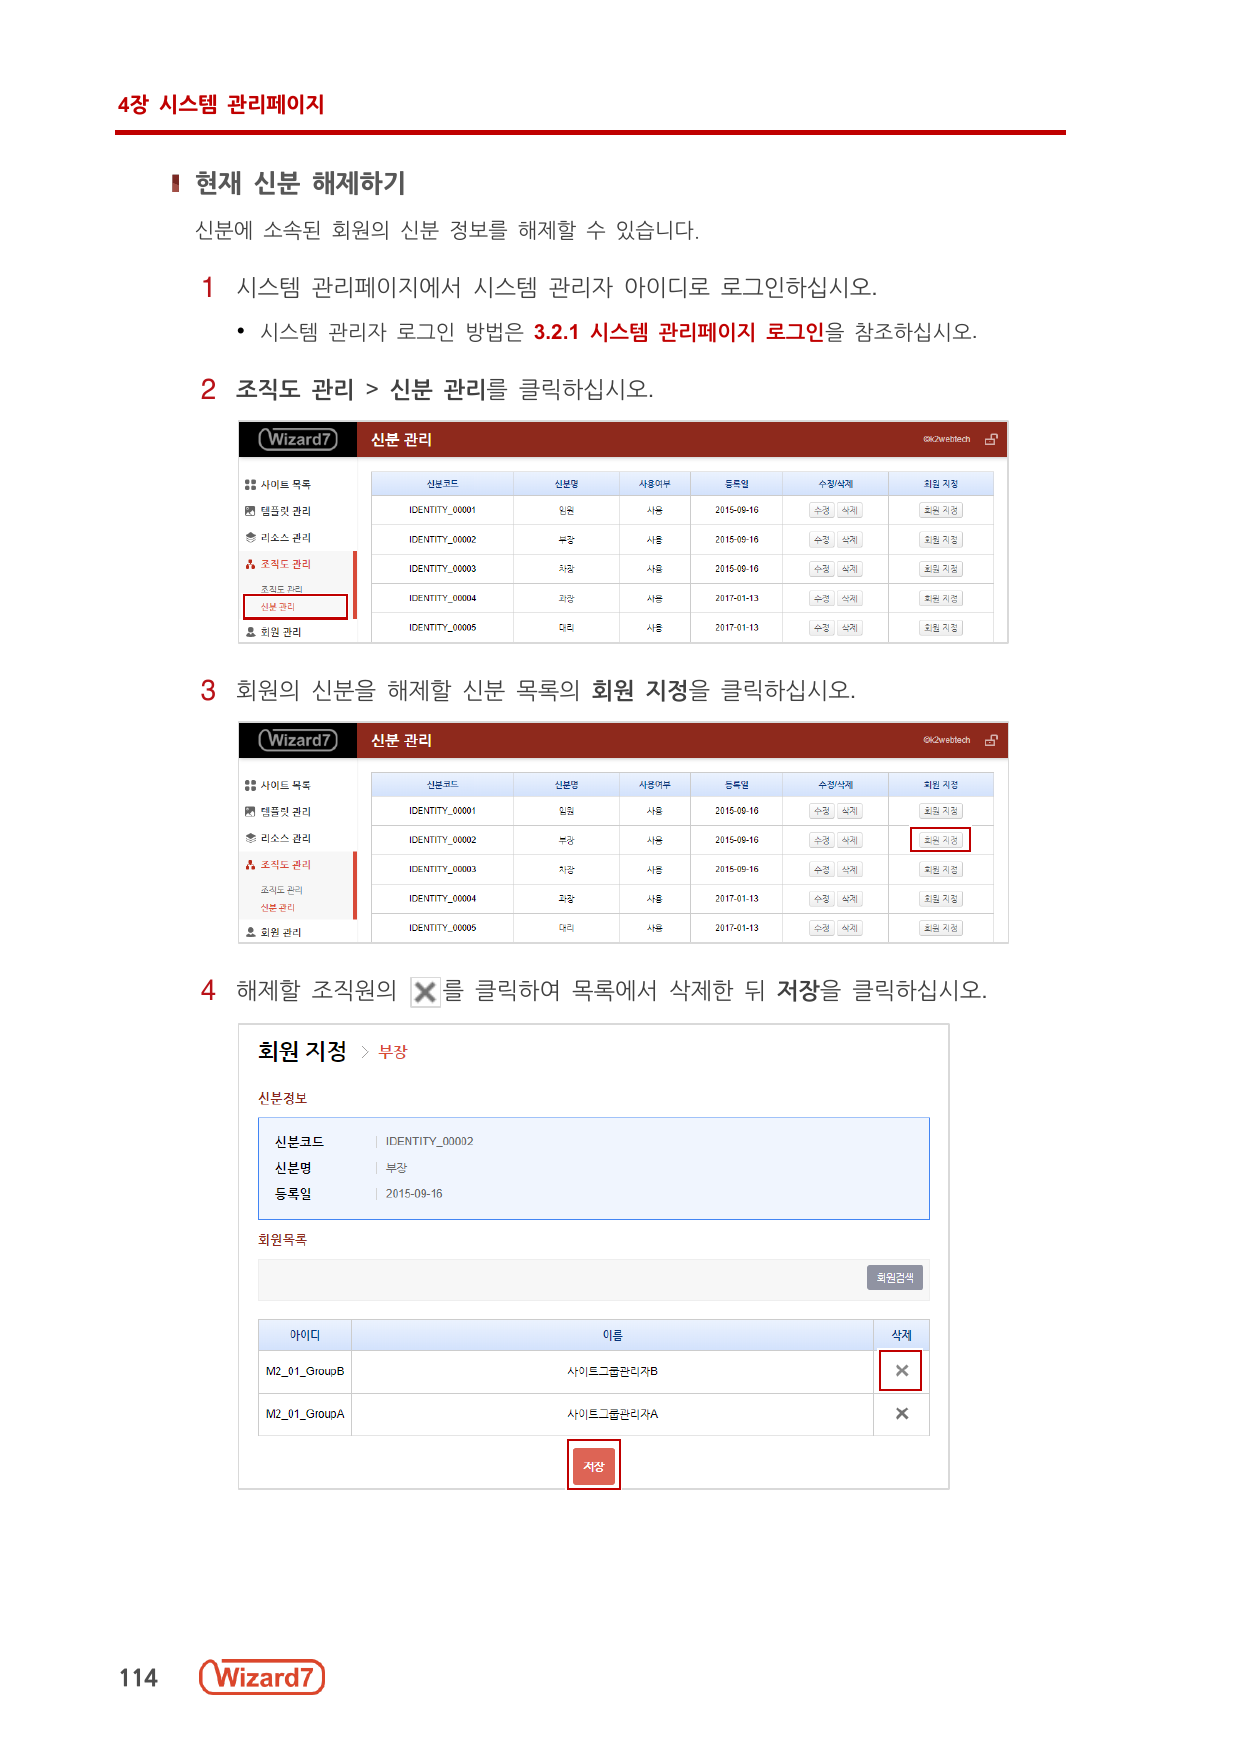 4장 시스템 관리페이지
현재 신분 해제하기
신분에 소속된 회원의 신분 정보를 해제할 수 있습니다.
1 시스템 관리페이지에서 시스템 관리자 아이디로 로그인하십시오.
• 시스템 관리자 로그인 방법은 3.2.1 시스템 관리페이지 로그인을 참조하십시오.
2 조직도 관리 > 신분 관리를 클릭하십시오.
Wizard7 신분 관리 ©k2webtech
사이트 목록 신분코드 신분명 사용여부 등록일 수정/삭제 회원 지정
템플릿 관리 IDENTITY_00001 임원 사용 2015-09-16 수정 삭제 회원 지정
리소스 관리 IDENTITY_00002 부장 사용 2015-09-16 수정 삭제 회원 지정
조직도 관리 IDENTITY_00003 차장 사용 2015-09-16 수정 삭제 회원 지정
조직도 관리
신분 관리 IDENTITY_00004 과장 사용 2017-01-13 수정 삭제 회원 지정
회원 관리 IDENTITY_00005 대리 사용 2017-01-13 수정 삭제 회원 지정
3 회원의 신분을 해제할 신분 목록의 회원 지정을 클릭하십시오.
Wizard7 신분 관리 ©k2webtech
사이트 목록 신분코드 신분명 사용여부 등록일 수정/삭제 회원 지정
템플릿 관리 IDENTITY_00001 임원 사용 2015-09-16 수정 삭제 회원 지정
리소스 관리 IDENTITY_00002 부장 사용 2015-09-16 수정 삭제 회원 지정
조직도 관리 IDENTITY_00003 차장 사용 2015-09-16 수정 삭제 회원 지정
조직도 관리
신분 관리 IDENTITY_00004 과장 사용 2017-01-13 수정 삭제 회원 지정
회원 관리 IDENTITY_00005 대리 사용 2017-01-13 수정 삭제 회원 지정
4 해제할 조직원의 를 클릭하여 목록에서 삭제한 뒤 저장을 클릭하십시오.
회원 지정 > 부장
신분정보
신분코드 IDENTITY_00002
신분명 부장
등록일 2015-09-16
회원목록
회원검색
아이디 이름 삭제
M2_01_GroupB 사이트그룹관리자B
M2_01_GroupA 사이트그룹관리자A
저장
114 Wizard7